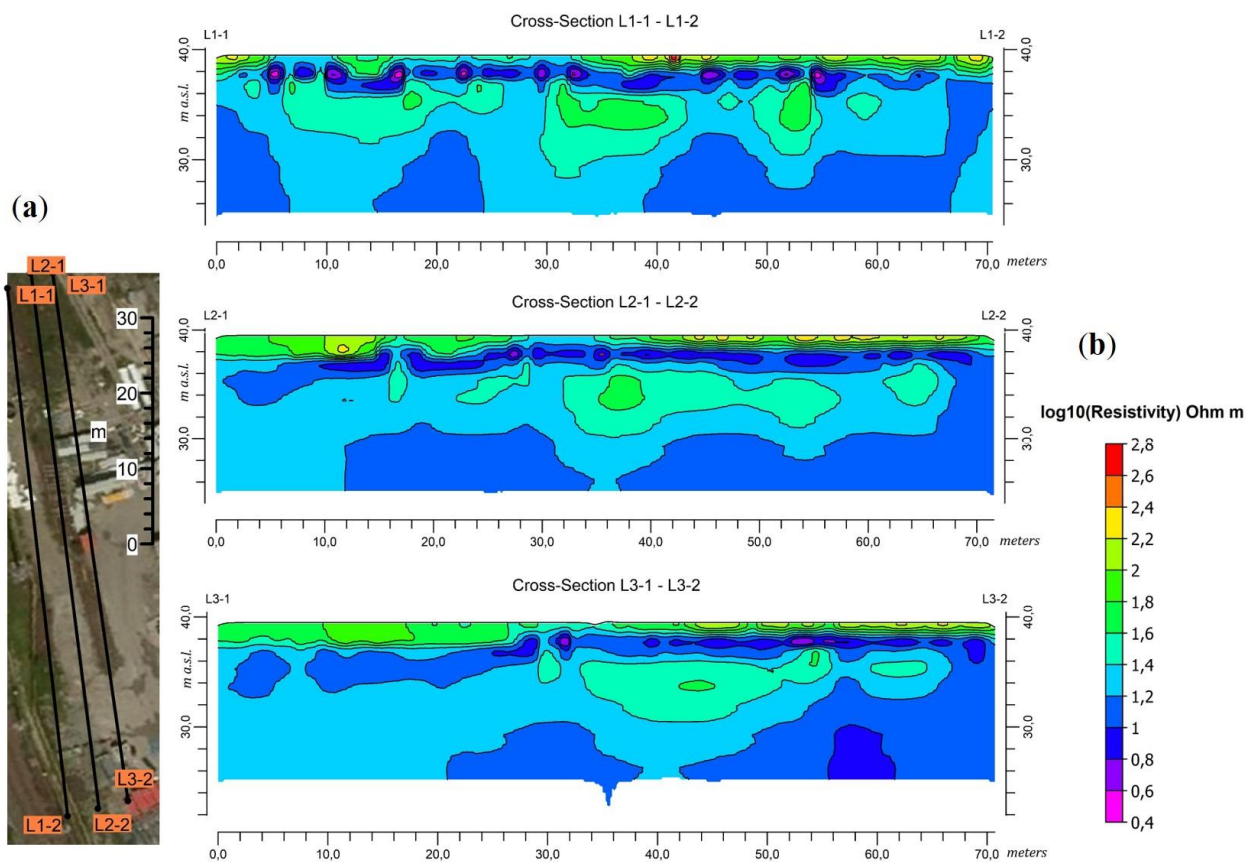 Cross-Section L1-1 - L1-2
L1-1
L1-2
40,0
40,0
m a.s.l.
30,0
30,0
0,0 10,0 20,0 30,0 40,0 50,0 60,0 70,0 meters
(a)
L2-1
L1-1
L3-1
30
20
m
10
0
L3-2
L1-2
L2-2
Cross-Section L2-1 - L2-2
L2-1
L2-2
40,0
40,0
m a.s.l.
30,0
30,0
0,0 10,0 20,0 30,0 40,0 50,0 60,0 70,0 meters
Cross-Section L3-1 - L3-2
L3-1
L3-2
40,0
40,0
m a.s.l.
30,0
30,0
0,0 10,0 20,0 30,0 40,0 50,0 60,0 70,0 meters
(b)
log10(Resistivity) Ohm m
2,8
2,6
2,4
2,2
2
1,8
1,6
1,4
1,2
1
0,8
0,6
0,4